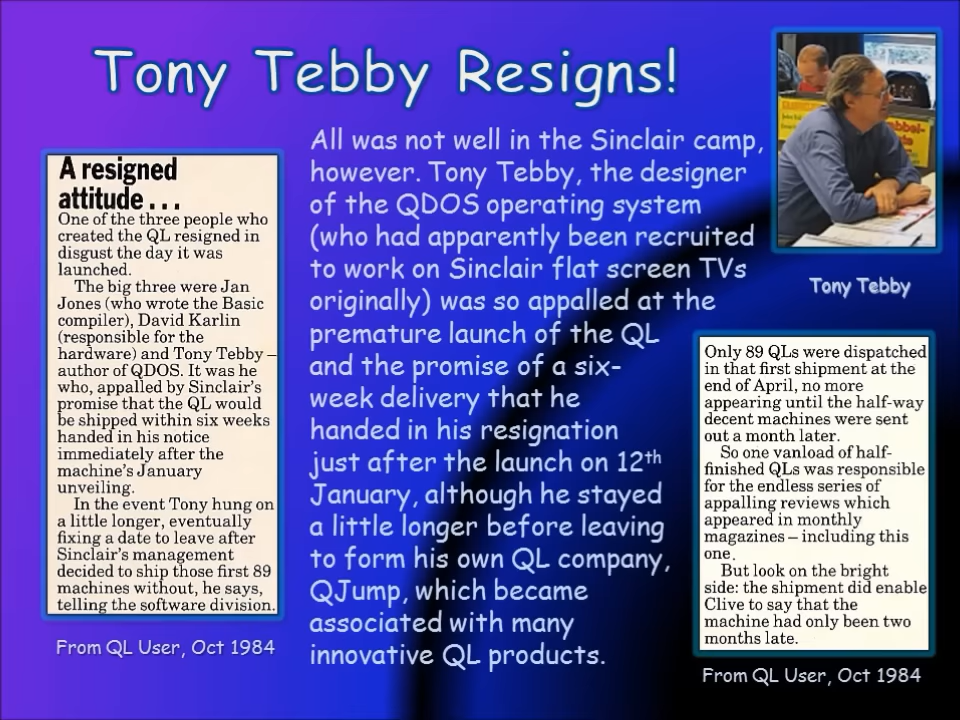 Tony Tebby Resigns!
A resigned
attitude . . .
One of the three people who
created the QL resigned in
disgust the day it was
launched.
The big three were Jan
Jones (who wrote the Basic
compiler), David Karlin
(responsible for the
hardware) and Tony Tebby –
author of QDOS. It was he
who, appalled by Sinclair's
promise that the QL would
be shipped within six weeks
handed in his notice
immediately after the
machine's January
unveiling.
In the event Tony hung on
a little longer, eventually
fixing a date to leave after
Sinclair's management
decided to ship those first 89
machines without, he says,
telling the software division.
From QL User, Oct 1984
All was not well in the Sinclair camp,
however. Tony Tebby, the designer
of the QDOS operating system
(who had apparently been recruited
to work on Sinclair flat screen TVs
originally) was so appalled at the
premature launch of the QL
and the promise of a six-
week delivery that he
handed in his resignation
just after the launch on 12th
January, although he stayed
a little longer before leaving
to form his own QL company,
QJump, which became
associated with many
innovative QL products.
Tony Tebby
Only 89 QLs were dispatched
in that first shipment at the
end of April, no more
appearing until the half-way
decent machines were sent
out a month later.
So one vanload of half-
finished QLs was responsible
for the endless series of
appalling reviews which
appeared in monthly
magazines – including this
one.
But look on the bright
side: the shipment did enable
Clive to say that the
machine had only been two
months late.
From QL User, Oct 1984